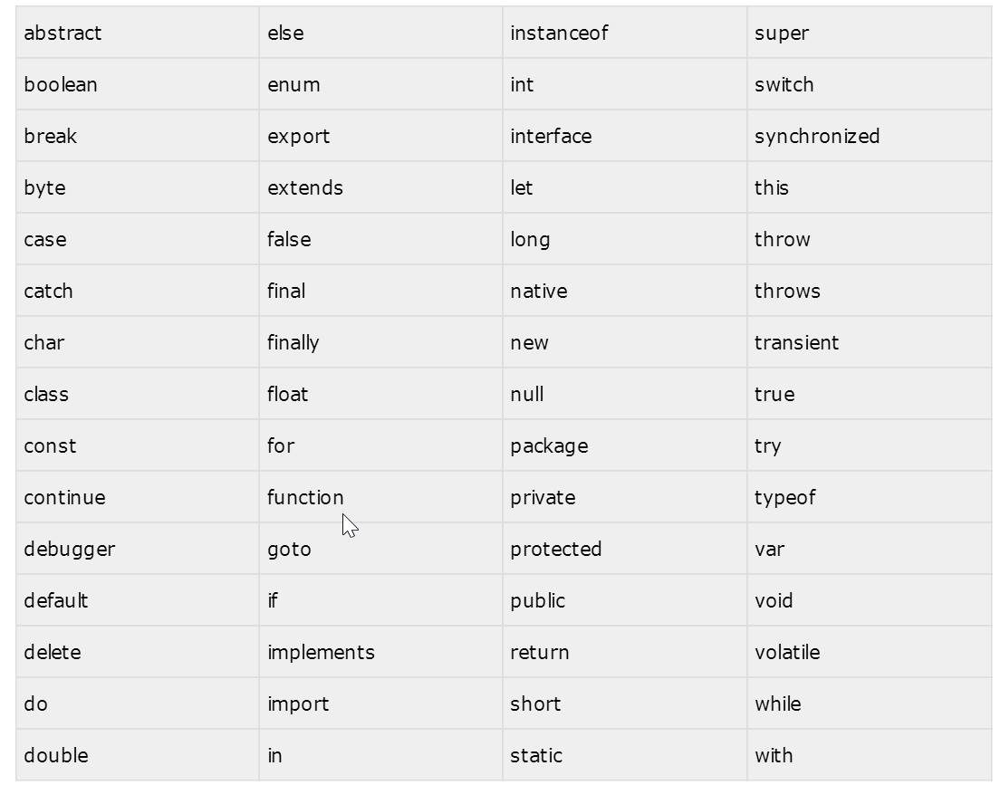 abstract else instanceof super
boolean enum int switch
break export interface synchronized
byte extends let this
case false long throw
catch final native throws
char finally new transient
class float null true
const for package try
continue function private typeof
debugger goto protected var
default if public void
delete implements return volatile
do import short while
double in static with